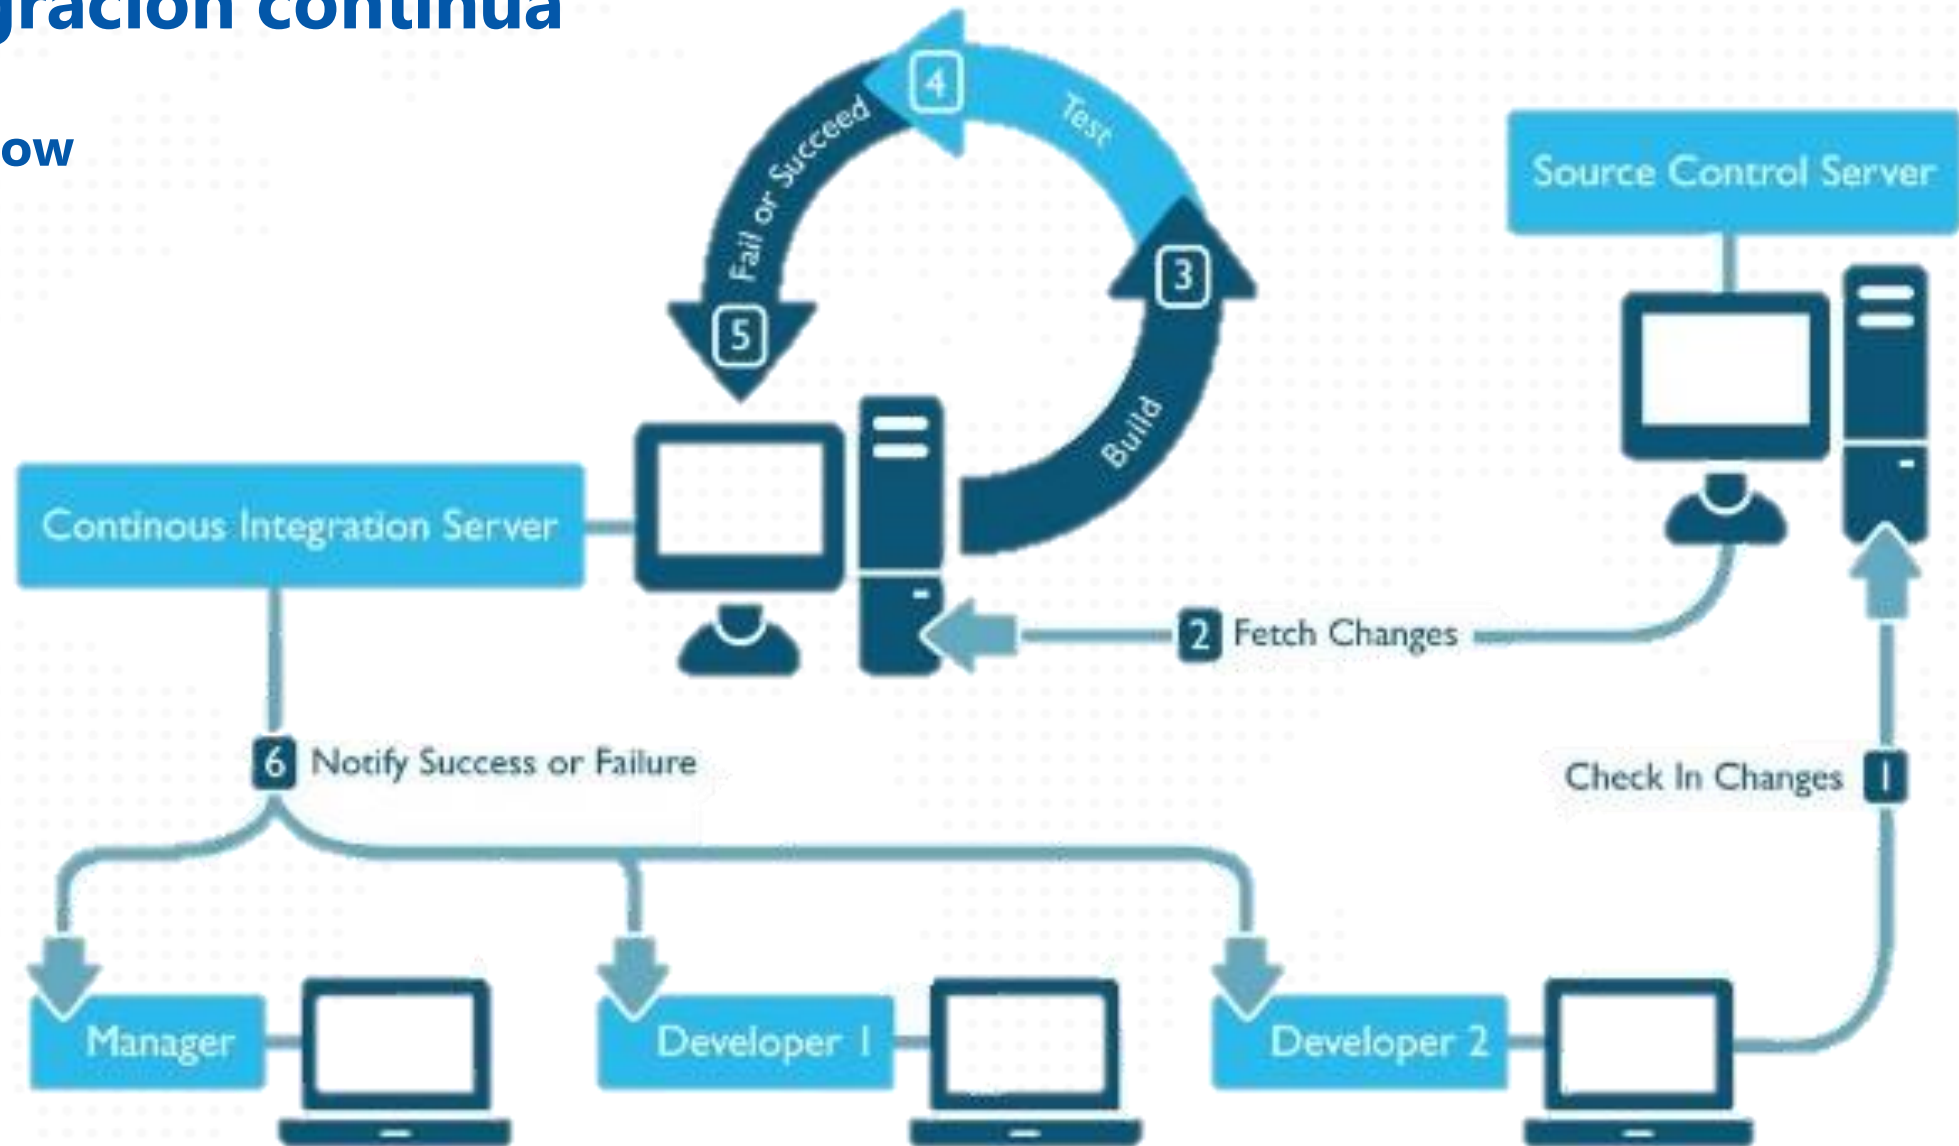 gración continua
ow
4
Test
Fail or Succeed
3
5
Build
Source Control Server
Continous Integration Server
2 Fetch Changes
6 Notify Success or Failure
Check In Changes 1
Manager
Developer 1
Developer 2